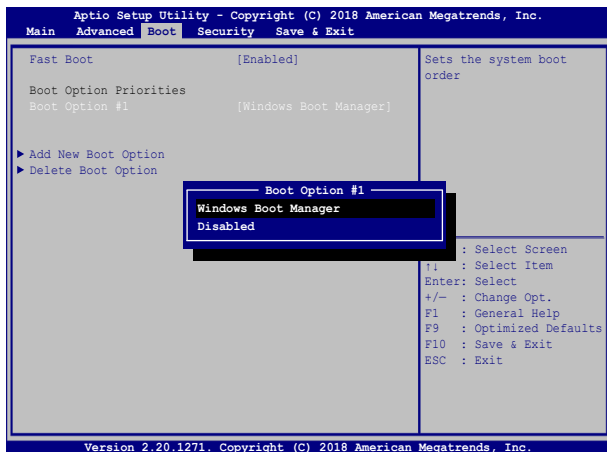 Aptio Setup Utility - Copyright (C) 2018 American Megatrends, Inc.
Main Advanced Boot Security Save & Exit
Fast Boot [Enabled]
Boot Option Priorities
Boot Option #1 [Windows Boot Manager]
▶ Add New Boot Option
▶ Delete Boot Option
Sets the system boot
order
Boot Option #1
Windows Boot Manager
Disabled
: Select Screen
↑↓ : Select Item
Enter: Select
+/— : Change Opt.
F1 : General Help
F9 : Optimized Defaults
F10 : Save & Exit
ESC : Exit
Version 2.20.1271. Copyright (C) 2018 American Megatrends, Inc.